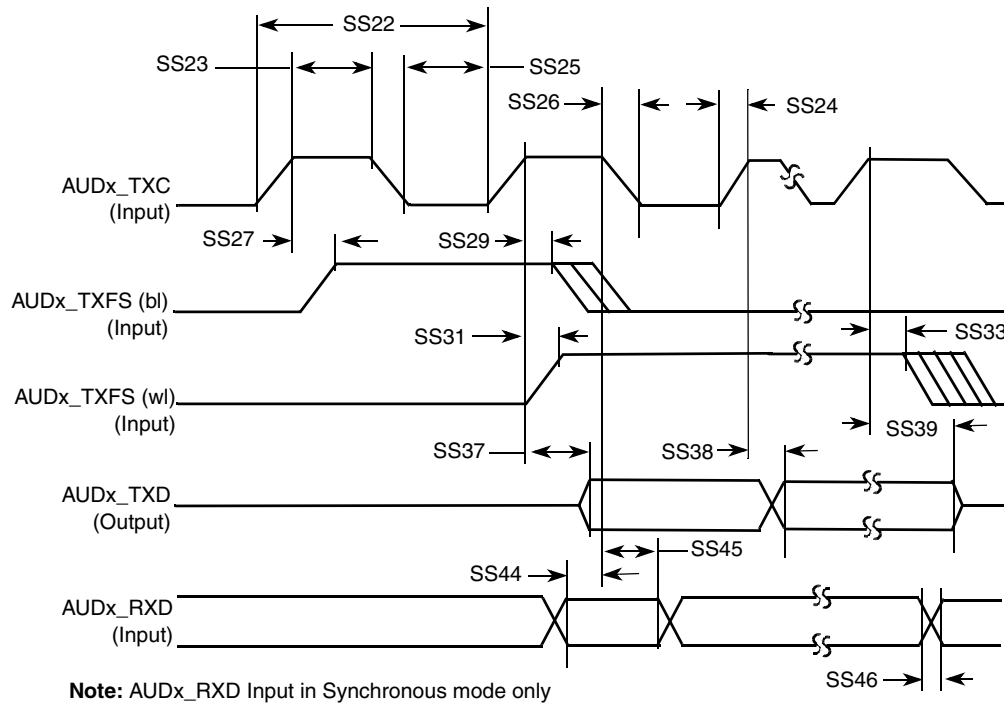 SS22
SS23
SS25
SS26
SS24
AUDx_TXC
(Input)
SS27
SS29
AUDx_TXFS (bl)
(Input)
SS31
SS33
AUDx_TXFS (wl)
(Input)
SS39
SS37
SS38
AUDx_TXD
(Output)
SS45
SS44
AUDx_RXD
(Input)
SS46
Note: AUDx_RXD Input in Synchronous mode only